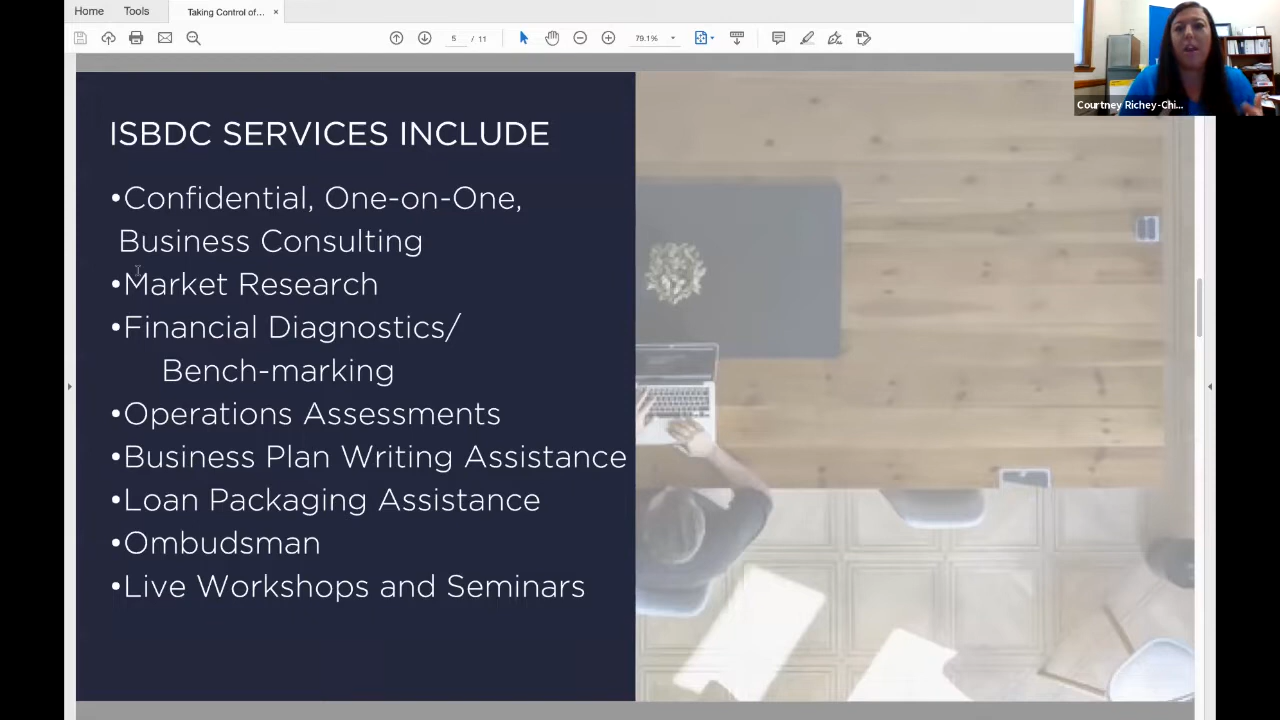 Home
Tools
Taking Control of... ×
5 / 11
79.1%
Courtney Richey-Chi...
ISBDC SERVICES INCLUDE
•Confidential, One-on-One,
Business Consulting
•Market Research
•Financial Diagnostics/
Bench-marking
•Operations Assessments
•Business Plan Writing Assistance
•Loan Packaging Assistance
•Ombudsman
•Live Workshops and Seminars